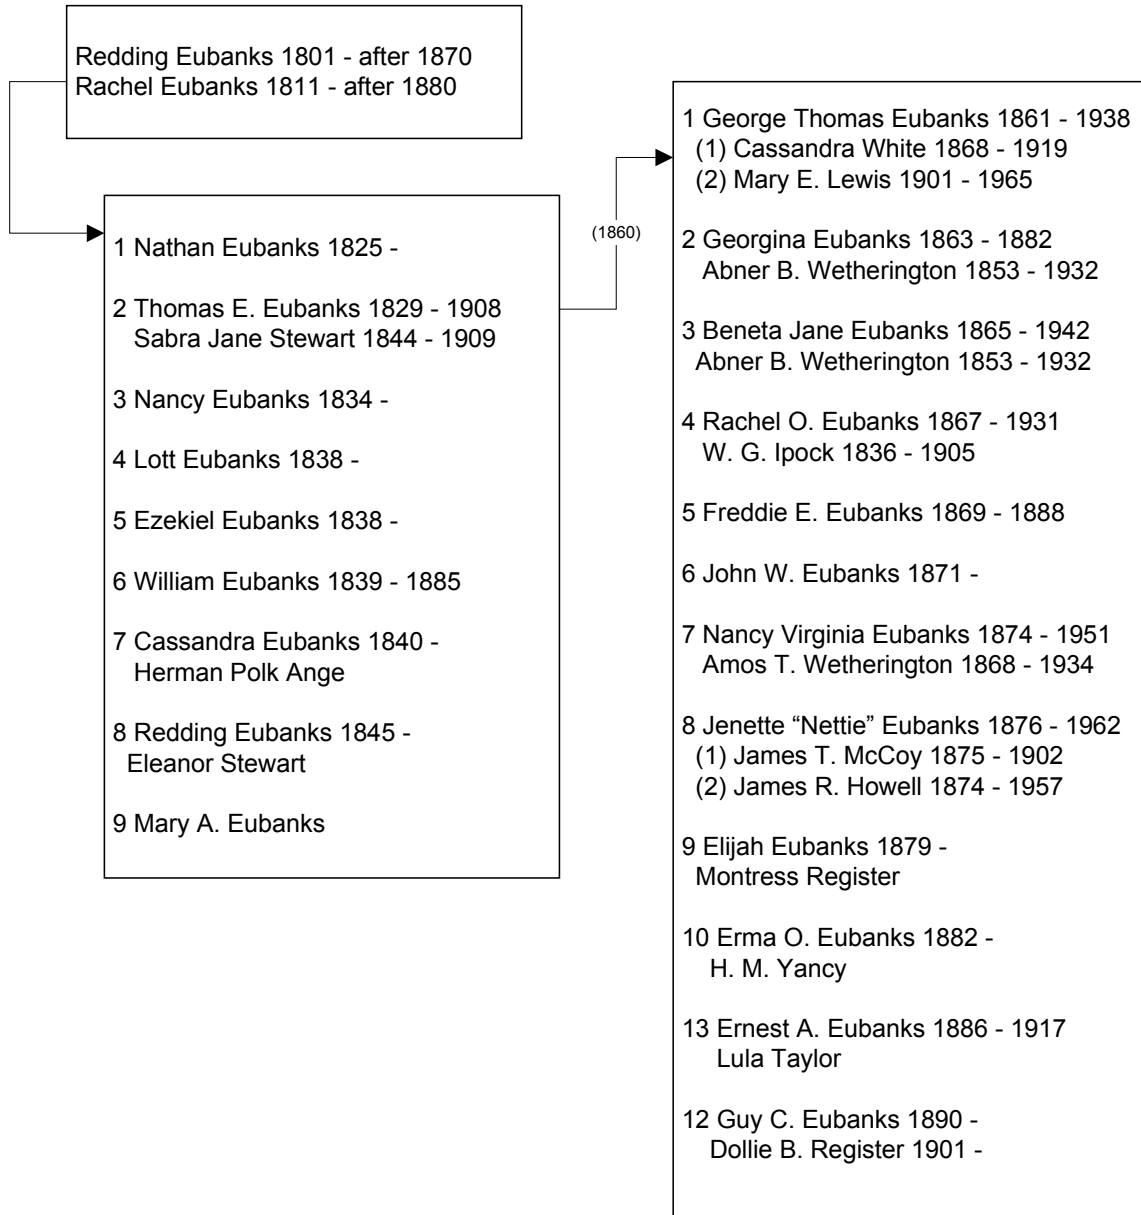 Redding Eubanks 1801 - after 1870
Rachel Eubanks 1811 - after 1880
1 Nathan Eubanks 1825 -
2 Thomas E. Eubanks 1829 - 1908
Sabra Jane Stewart 1844 - 1909
3 Nancy Eubanks 1834 -
4 Lott Eubanks 1838 -
5 Ezekiel Eubanks 1838 -
6 William Eubanks 1839 - 1885
7 Cassandra Eubanks 1840 -
Herman Polk Ange
8 Redding Eubanks 1845 -
Eleanor Stewart
9 Mary A. Eubanks
(1860)
1 George Thomas Eubanks 1861 - 1938
(1) Cassandra White 1868 - 1919
(2) Mary E. Lewis 1901 - 1965
2 Georgina Eubanks 1863 - 1882
Abner B. Wetherington 1853 - 1932
3 Beneta Jane Eubanks 1865 - 1942
Abner B. Wetherington 1853 - 1932
4 Rachel O. Eubanks 1867 - 1931
W. G. Ipock 1836 - 1905
5 Freddie E. Eubanks 1869 - 1888
6 John W. Eubanks 1871 -
7 Nancy Virginia Eubanks 1874 - 1951
Amos T. Wetherington 1868 - 1934
8 Jenette “Nettie” Eubanks 1876 - 1962
(1) James T. McCoy 1875 - 1902
(2) James R. Howell 1874 - 1957
9 Elijah Eubanks 1879 -
Montress Register
10 Erma O. Eubanks 1882 -
H. M. Yancy
13 Ernest A. Eubanks 1886 - 1917
Lula Taylor
12 Guy C. Eubanks 1890 -
Dollie B. Register 1901 -